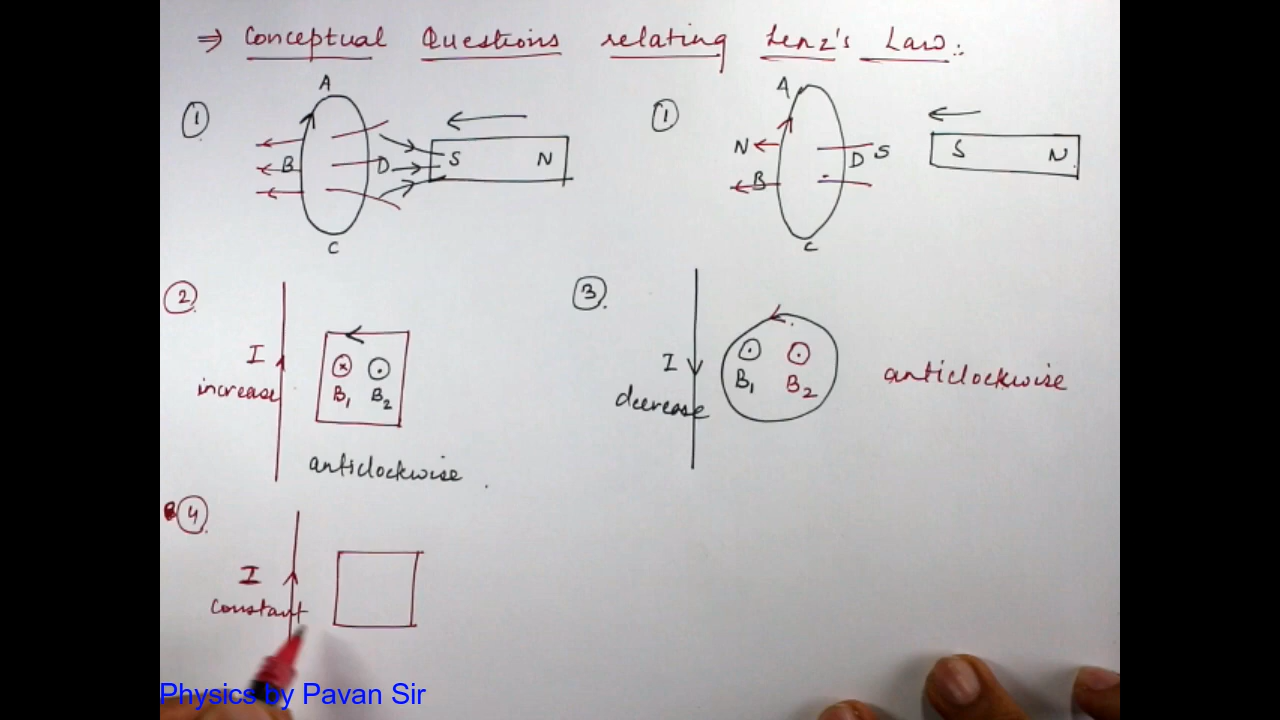 ⇒ Conceptual Questions relating Lenz's Law:
① A B C D S N
① A N B C D S S N
② I increase B₁ B₂
anticlockwise
③ I decrease B₁ B₂ anticlockwise
④ I constant
Physics by Pavan Sir